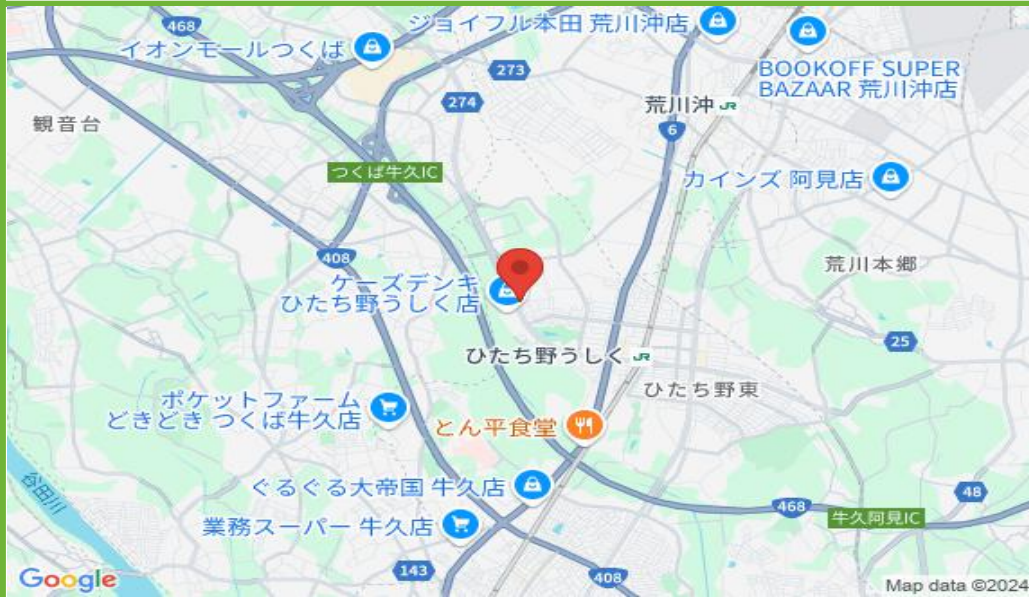 468
ジョイフル本田 荒川沖店
イオンモールつくば
273
BOOKOFF SUPER
BAZAAR 荒川沖店
274
荒川沖 JR
観音台
6
つくば牛久IC
カインズ 阿見店
408
荒川本郷
ケーズデンキ
ひたち野うしく店
25
ひたち野うしく JR
ひたち野東
ポケットファーム
どきどき つくば牛久店
とん平食堂
谷田川
ぐるぐる大帝国 牛久店
48
468
業務スーパー 牛久店
牛久阿見IC
143
408
Google
Map data ©2024